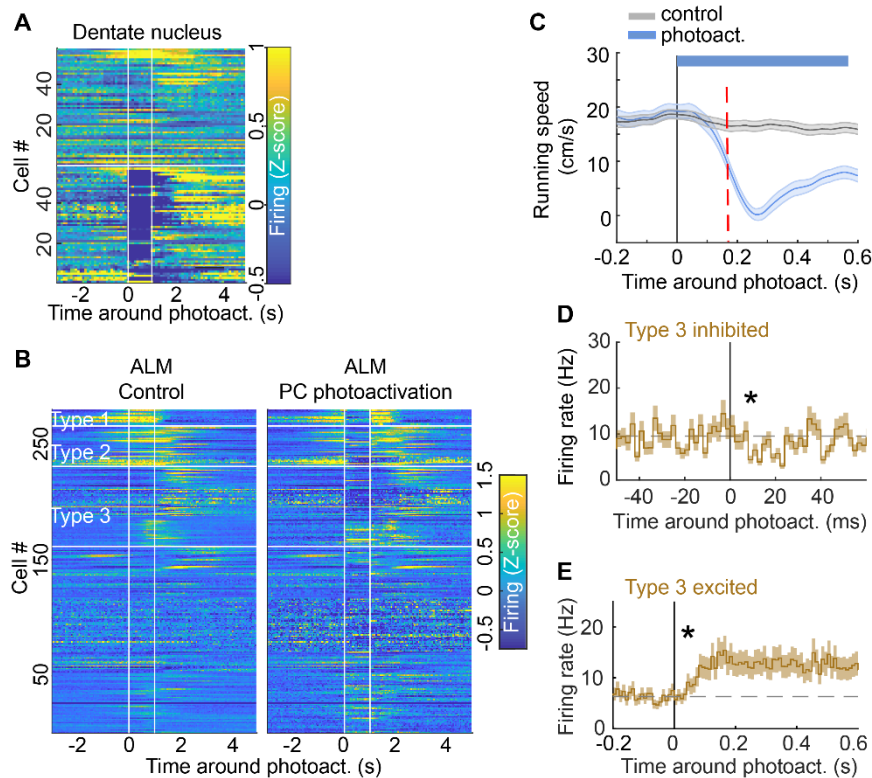 A
Dentate nucleus
40
20
40
20
Cell #
-2
0
2
4
Time around photoact. (s)
1
0.5
0
-0.5
Firing (Z-score)
B
ALM
Control
ALM
PC photoactivation
Type 1
Type 2
Type 3
250
150
50
Cell #
-2
0
2
4
-2
0
2
4
Time around photoact. (s)
1.5
1
0.5
0
-0.5
Firing (Z-score)
C
control
photoact.
30
20
10
0
Running speed
(cm/s)
-0.2
0
0.2
0.4
0.6
Time around photoact. (s)
D
Type 3 inhibited
*
30
20
10
0
Firing rate (Hz)
-40
-20
0
20
40
Time around photoact. (ms)
E
Type 3 excited
*
20
10
0
Firing rate (Hz)
-0.2
0
0.2
0.4
0.6
Time around photoact. (s)